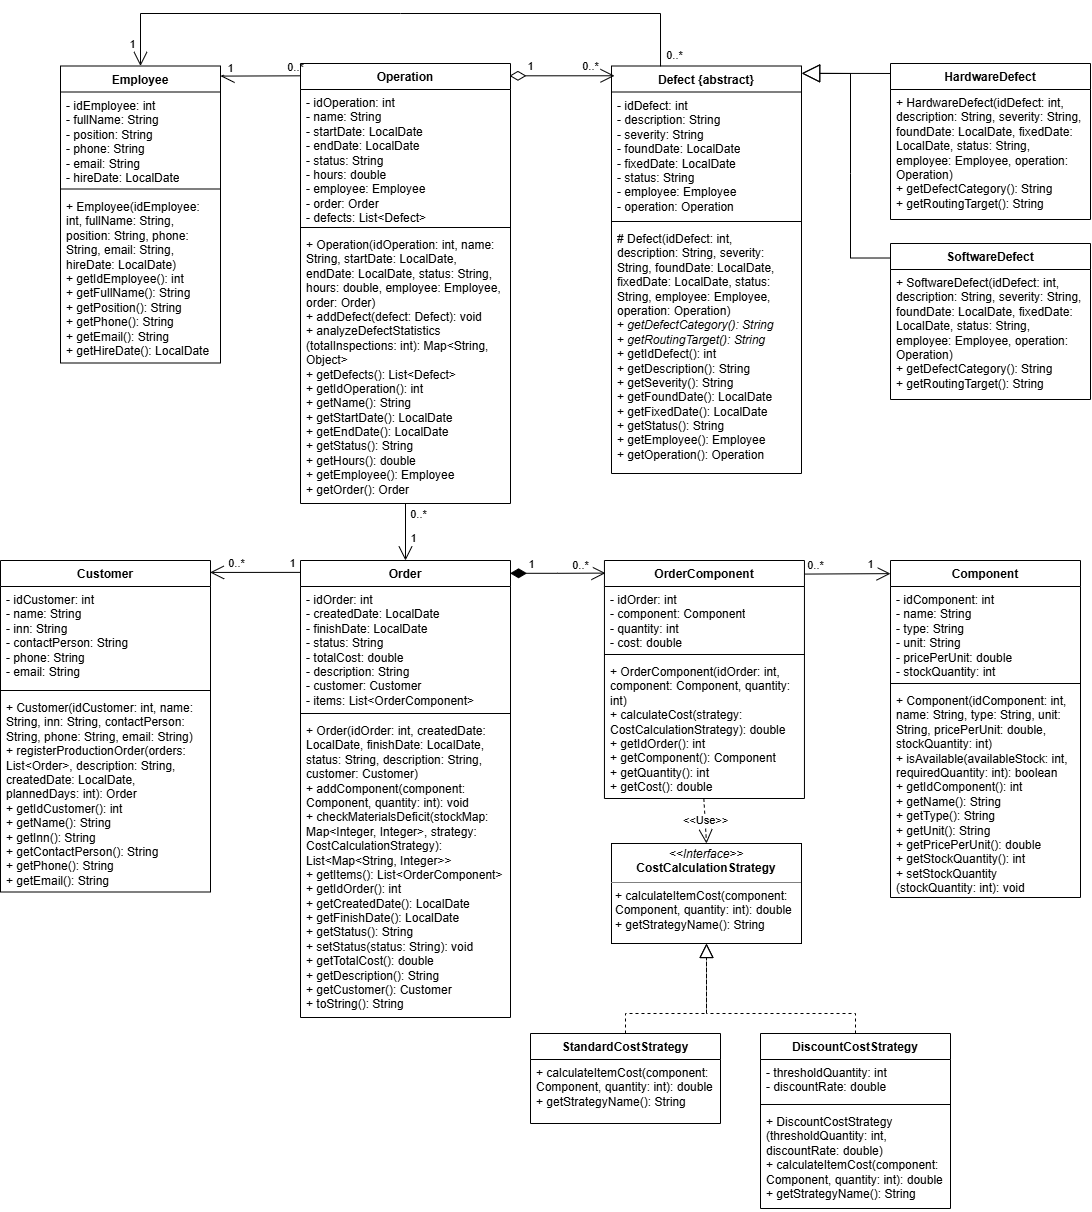 1
0..*
Employee
- idEmployee: int
- fullName: String
- position: String
- phone: String
- email: String
- hireDate: LocalDate
+ Employee(idEmployee:
int, fullName: String,
position: String, phone:
String, email: String,
hireDate: LocalDate)
+ getIdEmployee(): int
+ getFullName(): String
+ getPosition(): String
+ getPhone(): String
+ getEmail(): String
+ getHireDate(): LocalDate
1
0..*
Operation
- idOperation: int
- name: String
- startDate: LocalDate
- endDate: LocalDate
- status: String
- hours: double
- employee: Employee
- order: Order
- defects: List<Defect>
+ Operation(idOperation: int, name:
String, startDate: LocalDate,
endDate: LocalDate, status: String,
hours: double, employee: Employee,
order: Order)
+ addDefect(defect: Defect): void
+ analyzeDefectStatistics
(totalInspections: int): Map<String,
Object>
+ getDefects(): List<Defect>
+ getIdOperation(): int
+ getName(): String
+ getStartDate(): LocalDate
+ getEndDate(): LocalDate
+ getStatus(): String
+ getHours(): double
+ getEmployee(): Employee
+ getOrder(): Order
1
0..*
Defect {abstract}
- idDefect: int
- description: String
- severity: String
- foundDate: LocalDate
- fixedDate: LocalDate
- status: String
- employee: Employee
- operation: Operation
# Defect(idDefect: int,
description: String, severity:
String, foundDate: LocalDate,
fixedDate: LocalDate, status:
String, employee: Employee,
operation: Operation)
+ getDefectCategory(): String
+ getRoutingTarget(): String
+ getIdDefect(): int
+ getDescription(): String
+ getSeverity(): String
+ getFoundDate(): LocalDate
+ getFixedDate(): LocalDate
+ getStatus(): String
+ getEmployee(): Employee
+ getOperation(): Operation
HardwareDefect
+ HardwareDefect(idDefect: int,
description: String, severity: String,
foundDate: LocalDate, fixedDate:
LocalDate, status: String,
employee: Employee, operation:
Operation)
+ getDefectCategory(): String
+ getRoutingTarget(): String
SoftwareDefect
+ SoftwareDefect(idDefect: int,
description: String, severity: String,
foundDate: LocalDate, fixedDate:
LocalDate, status: String,
employee: Employee, operation:
Operation)
+ getDefectCategory(): String
+ getRoutingTarget(): String
0..*
1
Customer
- idCustomer: int
- name: String
- inn: String
- contactPerson: String
- phone: String
- email: String
+ Customer(idCustomer: int, name:
String, inn: String, contactPerson:
String, phone: String, email: String)
+ registerProductionOrder(orders:
List<Order>, description: String,
createdDate: LocalDate,
plannedDays: int): Order
+ getIdCustomer(): int
+ getName(): String
+ getInn(): String
+ getContactPerson(): String
+ getPhone(): String
+ getEmail(): String
0..*
1
Order
- idOrder: int
- createdDate: LocalDate
- finishDate: LocalDate
- status: String
- totalCost: double
- description: String
- customer: Customer
- items: List<OrderComponent>
+ Order(idOrder: int, createdDate:
LocalDate, finishDate: LocalDate,
status: String, description: String,
customer: Customer)
+ addComponent(component:
Component, quantity: int): void
+ checkMaterialsDeficit(stockMap:
Map<Integer, Integer>, strategy:
CostCalculationStrategy):
List<Map<String, Integer>>
+ getItems(): List<OrderComponent>
+ getIdOrder(): int
+ getCreatedDate(): LocalDate
+ getFinishDate(): LocalDate
+ getStatus(): String
+ setStatus(status: String): void
+ getTotalCost(): double
+ getDescription(): String
+ getCustomer(): Customer
+ toString(): String
1
0..*
OrderComponent
- idOrder: int
- component: Component
- quantity: int
- cost: double
+ OrderComponent(idOrder: int,
component: Component, quantity:
int)
+ calculateCost(strategy:
CostCalculationStrategy): double
+ getIdOrder(): int
+ getComponent(): Component
+ getQuantity(): int
+ getCost(): double
0..*
1
Component
- idComponent: int
- name: String
- type: String
- unit: String
- pricePerUnit: double
- stockQuantity: int
+ Component(idComponent: int,
name: String, type: String, unit:
String, pricePerUnit: double,
stockQuantity: int)
+ isAvailable(availableStock: int,
requiredQuantity: int): boolean
+ getIdComponent(): int
+ getName(): String
+ getType(): String
+ getUnit(): String
+ getPricePerUnit(): double
+ getStockQuantity(): int
+ setStockQuantity
(stockQuantity: int): void
<<Use>>
<<Interface>>
CostCalculationStrategy
+ calculateItemCost(component:
Component, quantity: int): double
+ getStrategyName(): String
StandardCostStrategy
+ calculateItemCost(component:
Component, quantity: int): double
+ getStrategyName(): String
DiscountCostStrategy
- thresholdQuantity: int
- discountRate: double
+ DiscountCostStrategy
(thresholdQuantity: int,
discountRate: double)
+ calculateItemCost(component:
Component, quantity: int): double
+ getStrategyName(): String